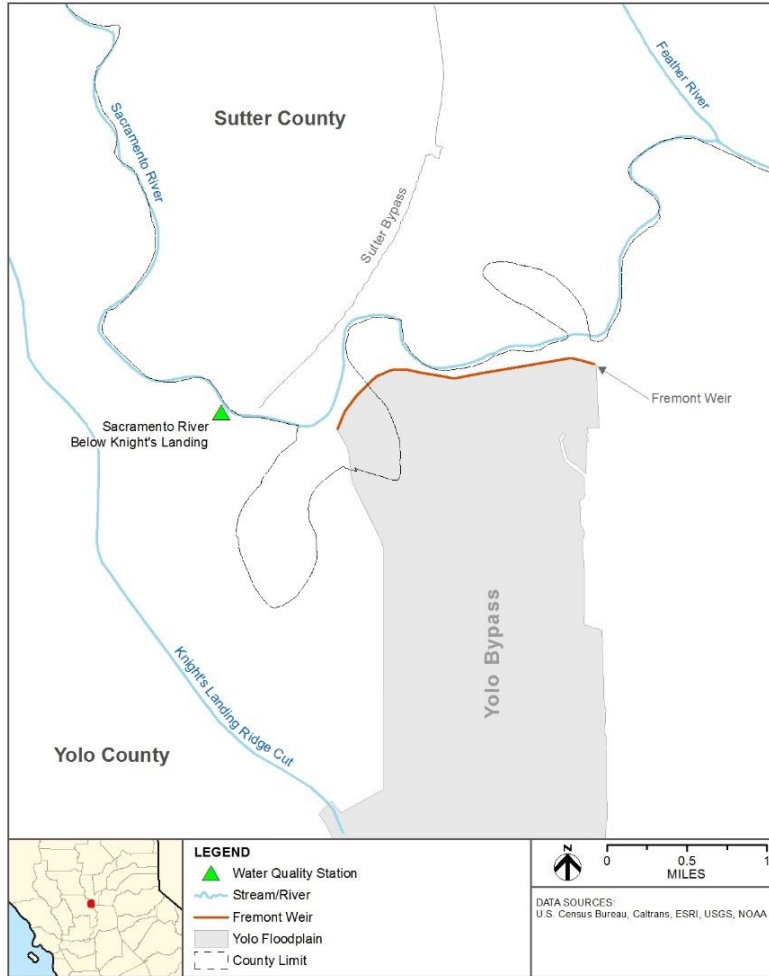 Feather River
Sutter County
Sacramento River
Sutter Bypass
Fremont Weir
Sacramento River
Below Knight's Landing
Yolo Bypass
Knight's Landing Ridge Cut
Yolo County
LEGEND
Water Quality Station
Stream/River
Fremont Weir
Yolo Floodplain
County Limit
N
0 0.5 1
MILES
DATA SOURCES:
U.S. Census Bureau, Caltrans, ESRI, USGS, NOAA